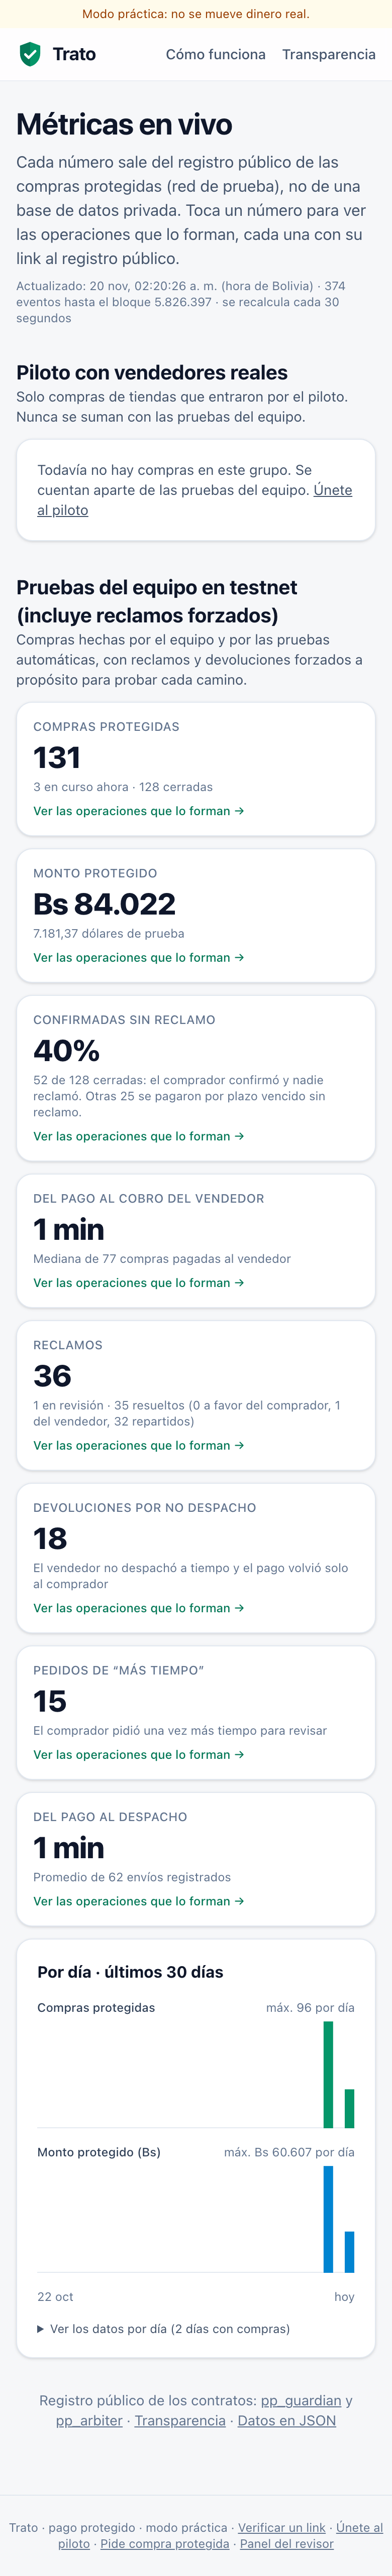 Modo práctica: no se mueve dinero real.
Trato
Cómo funciona
Transparencia
Métricas en vivo
Cada número sale del registro público de las
compras protegidas (red de prueba), no de una
base de datos privada. Toca un número para ver
las operaciones que lo forman, cada una con su
link al registro público.
Actualizado: 20 nov, 02:20:26 a. m. (hora de Bolivia) · 374
eventos hasta el bloque 5.826.397 · se recalcula cada 30
segundos
Piloto con vendedores reales
Solo compras de tiendas que entraron por el piloto.
Nunca se suman con las pruebas del equipo.
Todavía no hay compras en este grupo. Se
cuentan aparte de las pruebas del equipo. Únete
al piloto
Pruebas del equipo en testnet
(incluye reclamos forzados)
Compras hechas por el equipo y por las pruebas
automáticas, con reclamos y devoluciones forzados a
propósito para probar cada camino.
COMPRAS PROTEGIDAS
131
3 en curso ahora · 128 cerradas
Ver las operaciones que lo forman →
MONTO PROTEGIDO
Bs 84.022
7.181,37 dólares de prueba
Ver las operaciones que lo forman →
CONFIRMADAS SIN RECLAMO
40%
52 de 128 cerradas: el comprador confirmó y nadie
reclamó. Otras 25 se pagaron por plazo vencido sin
reclamo.
Ver las operaciones que lo forman →
DEL PAGO AL COBRO DEL VENDEDOR
1 min
Mediana de 77 compras pagadas al vendedor
Ver las operaciones que lo forman →
RECLAMOS
36
1 en revisión · 35 resueltos (0 a favor del comprador, 1
del vendedor, 32 repartidos)
Ver las operaciones que lo forman →
DEVOLUCIONES POR NO DESPACHO
18
El vendedor no despachó a tiempo y el pago volvió solo
al comprador
Ver las operaciones que lo forman →
PEDIDOS DE “MÁS TIEMPO”
15
El comprador pidió una vez más tiempo para revisar
Ver las operaciones que lo forman →
DEL PAGO AL DESPACHO
1 min
Promedio de 62 envíos registrados
Ver las operaciones que lo forman →
Por día · últimos 30 días
Compras protegidas
máx. 96 por día
Monto protegido (Bs)
máx. Bs 60.607 por día
22 oct
hoy
▶ Ver los datos por día (2 días con compras)
Registro público de los contratos: pp_guardian y
pp_arbiter · Transparencia · Datos en JSON
Trato · pago protegido · modo práctica · Verificar un link · Únete al
piloto · Pide compra protegida · Panel del revisor